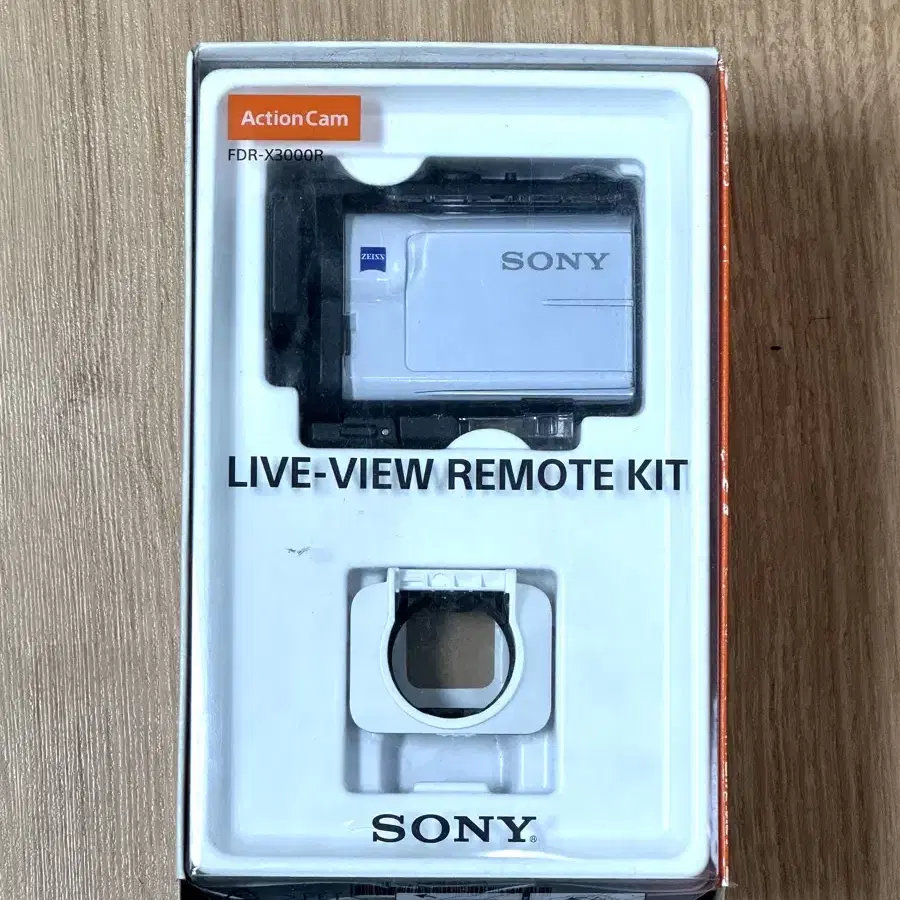 ActionCam
FDR-X3000R
ZEISS
SONY
LIVE-VIEW REMOTE KIT
SONY®